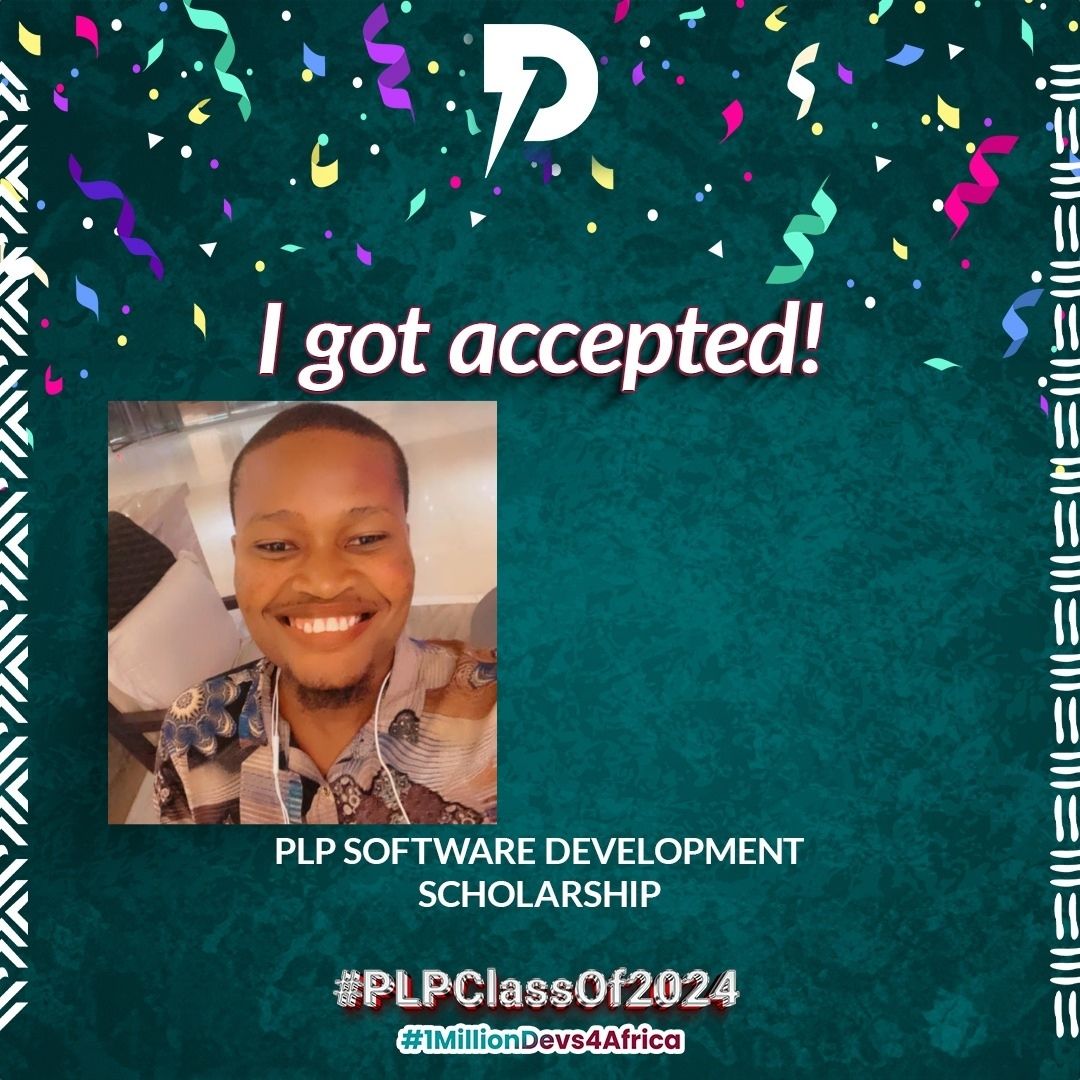 I got accepted!
PLP SOFTWARE DEVELOPMENT
SCHOLARSHIP
#PLPClassOf2024
#1MillionDevs4Africa